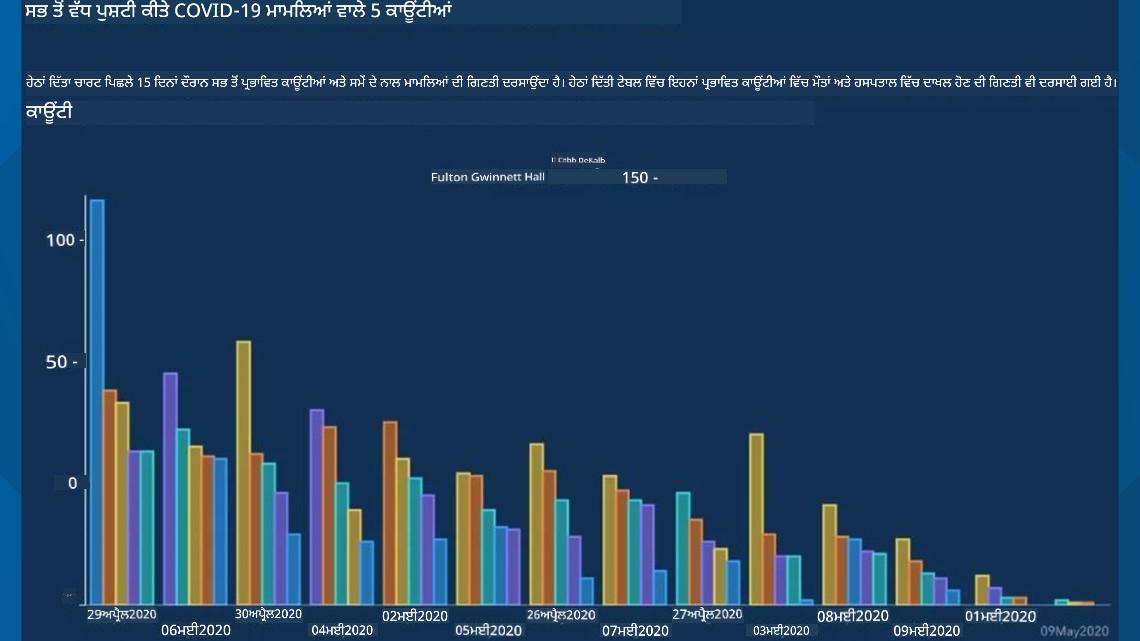 ਸਭ ਤੋਂ ਵੱਧ ਪੁਸ਼ਟੀ ਕੀਤੇ COVID-19 ਮਾਮਲਿਆਂ ਵਾਲੇ 5 ਕਾਊਂਟੀਆਂ
ਹੇਠਾਂ ਦਿੱਤਾ ਚਾਰਟ ਪਿਛਲੇ 15 ਦਿਨਾਂ ਦੌਰਾਨ ਸਭ ਤੋਂ ਪ੍ਰਭਾਵਿਤ ਕਾਊਂਟੀਆਂ ਅਤੇ ਸਮੇਂ ਦੇ ਨਾਲ ਮਾਮਲਿਆਂ ਦੀ ਗਿਣਤੀ ਦਰਸਾਉਂਦਾ ਹੈ। ਹੇਠਾਂ ਦਿੱਤੀ ਟੇਬਲ ਵਿੱਚ ਇਹਨਾਂ ਪ੍ਰਭਾਵਿਤ ਕਾਊਂਟੀਆਂ ਵਿੱਚ ਮੌਤਾਂ ਅਤੇ ਹਸਪਤਾਲ ਵਿੱਚ ਦਾਖਲ ਹੋਣ ਦੀ ਗਿਣਤੀ ਵੀ ਦਰਸਾਈ ਗਈ ਹੈ।
ਕਾਊਂਟੀ
Cobb DeKalb
Fulton Gwinnett Hall 150 -
100 -
50 -
0
29ਅਪ੍ਰੈਲ2020 30ਅਪ੍ਰੈਲ2020 02ਮਈ2020 26ਅਪ੍ਰੈਲ2020 27ਅਪ੍ਰੈਲ2020 08ਮਈ2020 01ਮਈ2020
06ਮਈ2020 04ਮਈ2020 05ਮਈ2020 07ਮਈ2020 03ਮਈ2020 09ਮਈ2020 09May2020